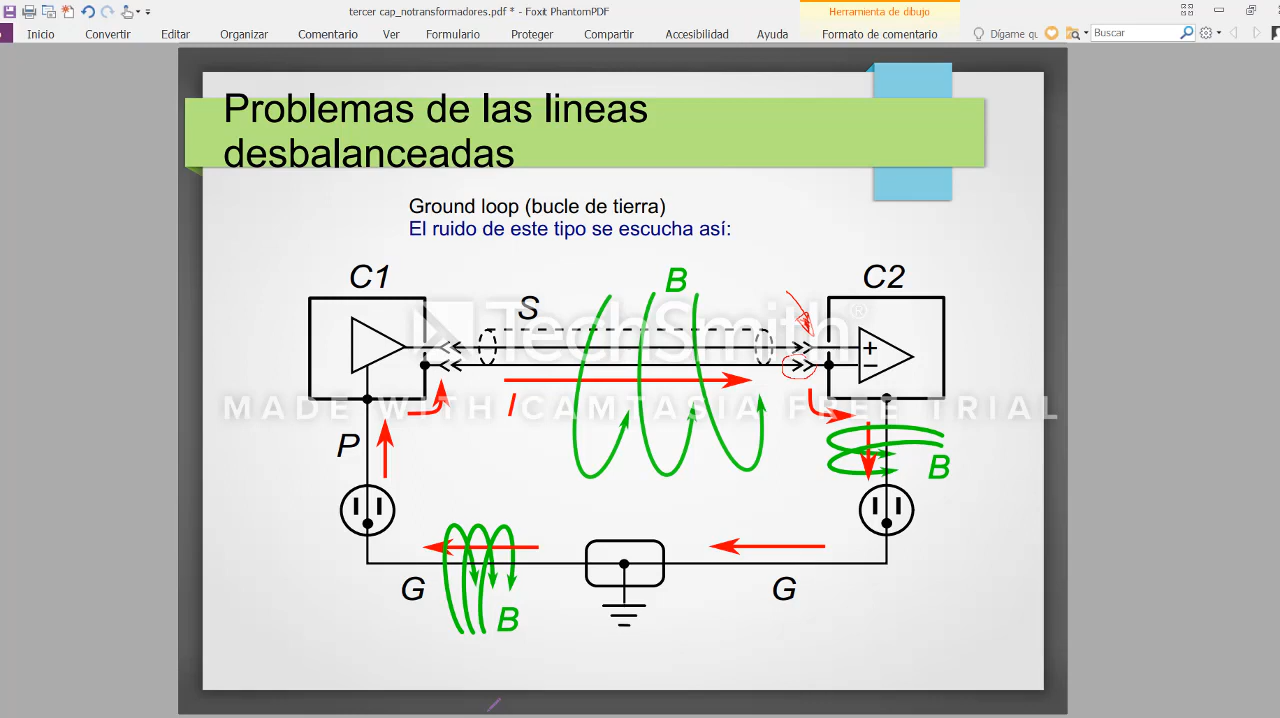 tercer cap_notransformadores.pdf * - Foxit PhantomPDF
Herramienta de dibujo
Inicio Convertir Editar Organizar Comentario Ver Formulario Proteger Compartir Accesibilidad Ayuda Formato de comentario Dígame qu Buscar
Problemas de las lineas
desbalanceadas
Ground loop (bucle de tierra)
El ruido de este tipo se escucha así:
C1 B C2
S
TechSmith®
+
−
I
MADE WITH CAMTASIA FREE TRIAL
P
B
G G
B